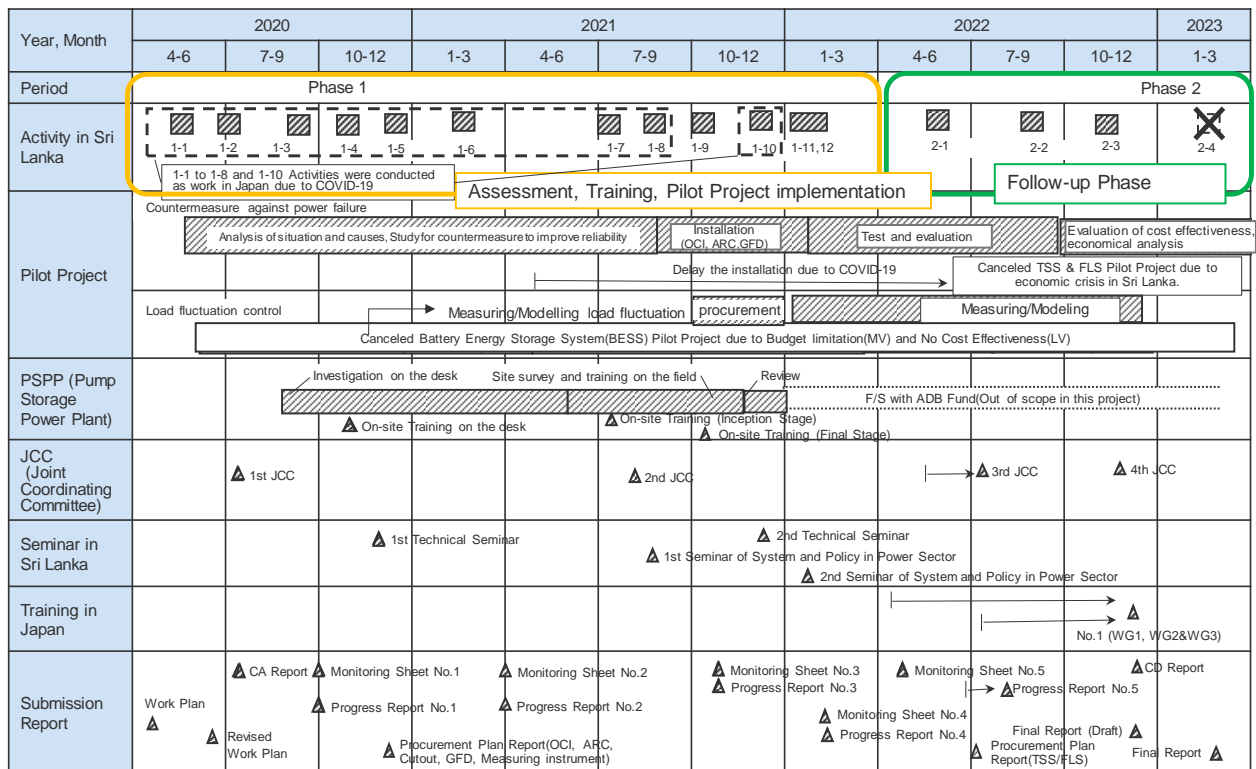 Year, Month
2020
2021
2022
2023
4-6
7-9
10-12
1-3
4-6
7-9
10-12
1-3
4-6
7-9
10-12
1-3
Period
Phase 1
Phase 2
Activity in Sri
Lanka
1-1
1-2
1-3
1-4
1-5
1-6
1-7
1-8
1-9
1-10
1-11,12
2-1
2-2
2-3
2-4
1-1 to 1-8 and 1-10 Activities were conducted
as work in Japan due to COVID-19
Assessment, Training, Pilot Project implementation
Follow-up Phase
Pilot Project
Countermeasure against power failure
Analysis of situation and causes, Study for countermeasure to improve reliability
Installation
(OCI, ARC,GFD)
Test and evaluation
Evaluation of cost effectiveness,
economical analysis
Delay the installation due to COVID-19
Canceled TSS & FLS Pilot Project due to
economic crisis in Sri Lanka.
Load fluctuation control
Measuring/Modelling load fluctuation
procurement
Measuring/Modeling
Canceled Battery Energy Storage System(BESS) Pilot Project due to Budget limitation(MV) and No Cost Effectiveness(LV)
PSPP (Pump
Storage
Power Plant)
Investigation on the desk
Site survey and training on the field
Review
F/S with ADB Fund(Out of scope in this project)
On-site Training on the desk
On-site Training (Inception Stage)
On-site Training (Final Stage)
JCC
(Joint
Coordinating
Committee)
1st JCC
2nd JCC
3rd JCC
4th JCC
Seminar in
Sri Lanka
1st Technical Seminar
2nd Technical Seminar
1st Seminar of System and Policy in Power Sector
2nd Seminar of System and Policy in Power Sector
Training in
Japan
No.1 (WG1, WG2&WG3)
Submission
Report
Work Plan
Revised
Work Plan
CA Report
Monitoring Sheet No.1
Progress Report No.1
Procurement Plan Report(OCI, ARC,
Cutout, GFD, Measuring instrument)
Monitoring Sheet No.2
Progress Report No.2
Monitoring Sheet No.3
Progress Report No.3
Monitoring Sheet No.4
Progress Report No.4
Monitoring Sheet No.5
Progress Report No.5
Procurement Plan
Report(TSS/FLS)
CD Report
Final Report (Draft)
Final Report